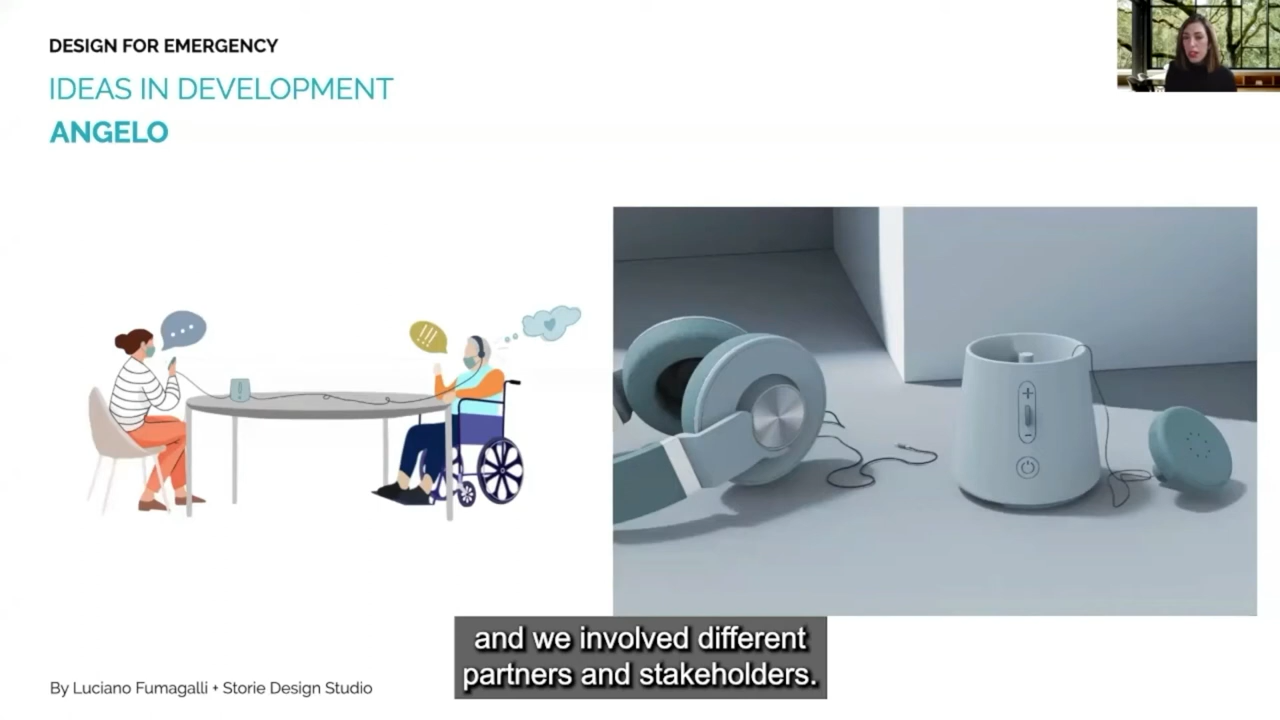 DESIGN FOR EMERGENCY
IDEAS IN DEVELOPMENT
ANGELO
and we involved different
partners and stakeholders.
By Luciano Fumagalli + Storie Design Studio